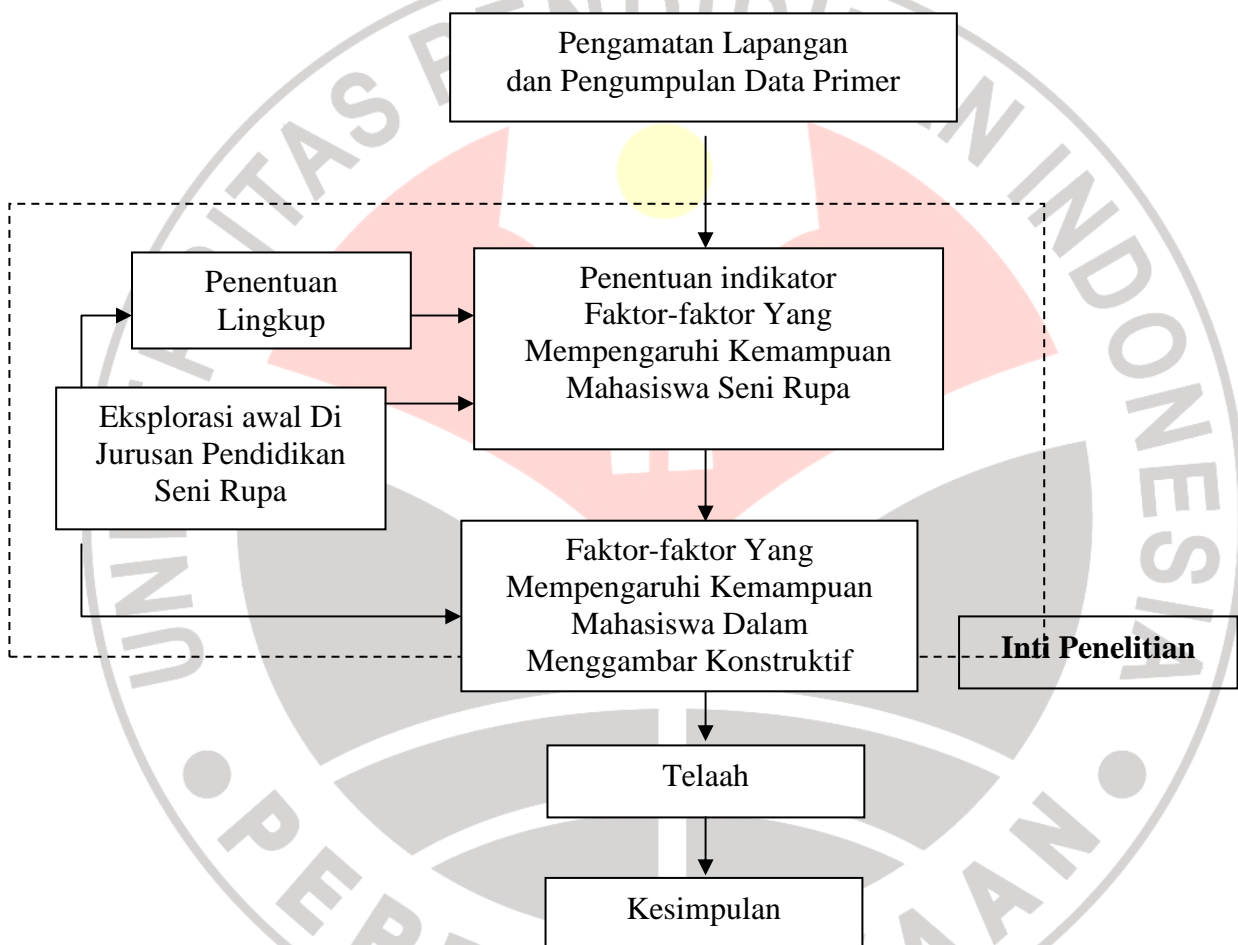 Pengamatan Lapangan
dan Pengumpulan Data Primer
Penentuan
Lingkup
Penentuan indikator
Faktor-faktor Yang
Mempengaruhi Kemampuan
Mahasiswa Seni Rupa
Eksplorasi awal Di
Jurusan Pendidikan
Seni Rupa
Faktor-faktor Yang
Mempengaruhi Kemampuan
Mahasiswa Dalam
Menggambar Konstruktif
Inti Penelitian
Telaah
Kesimpulan
INDONESIA